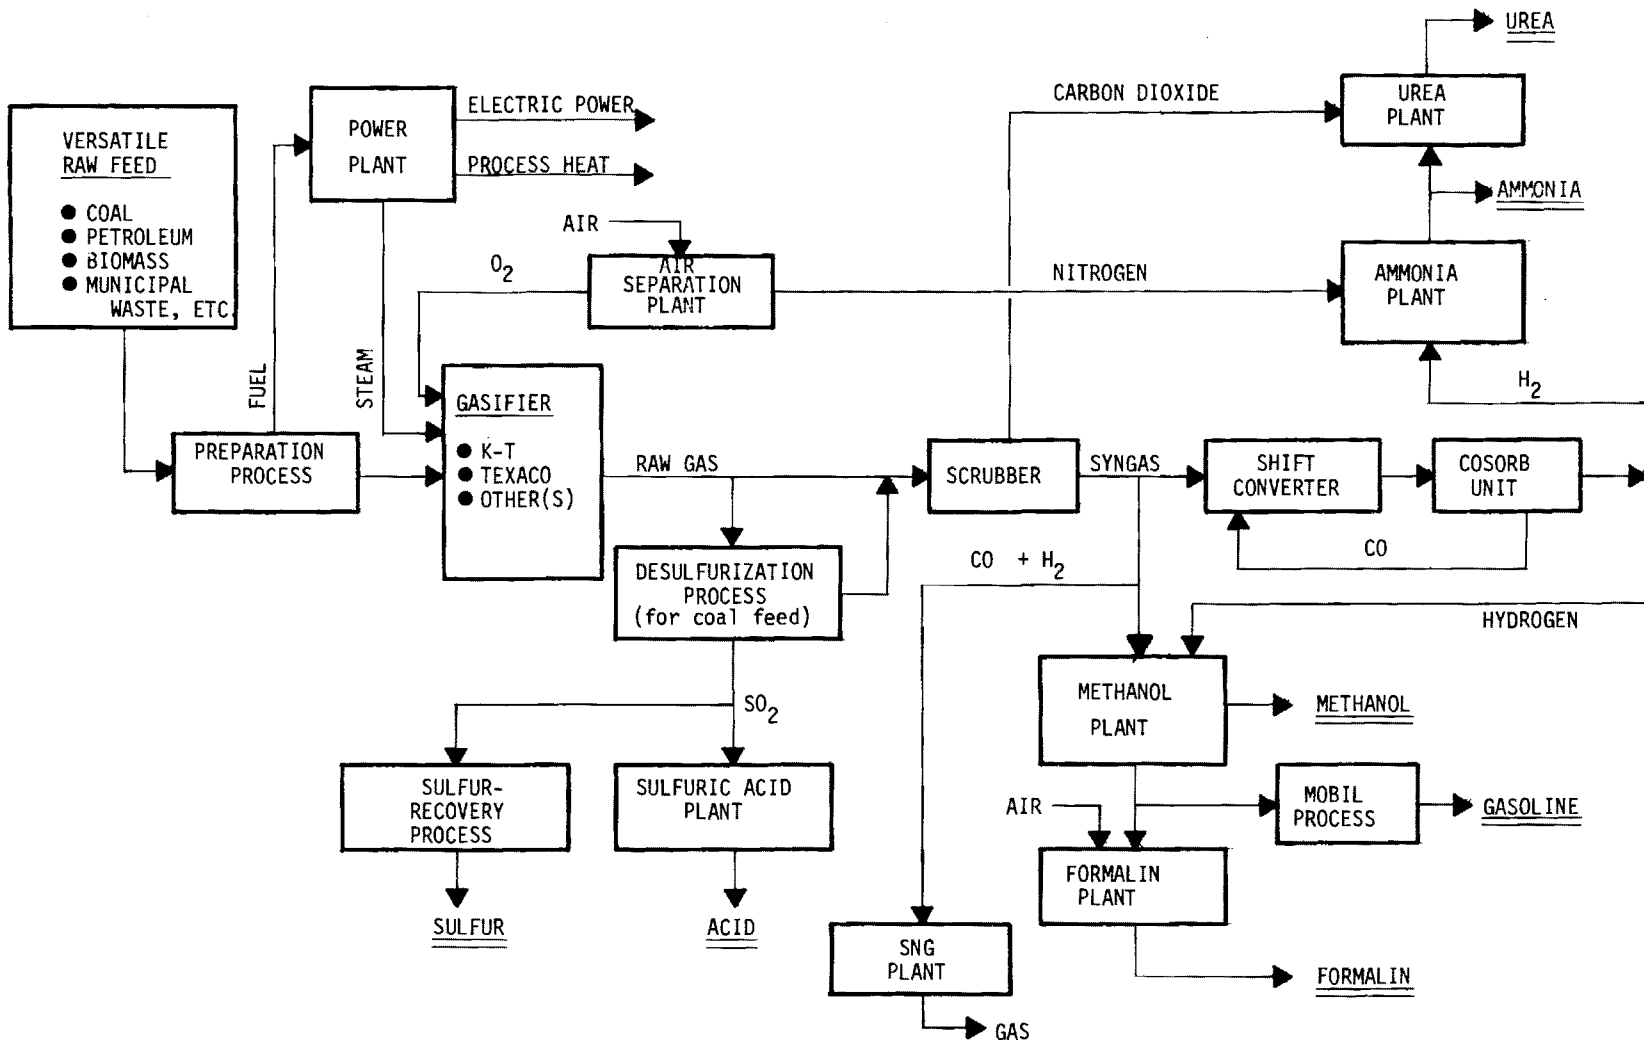 VERSATILE
RAW FEED
● COAL
● PETROLEUM
● BIOMASS
● MUNICIPAL
WASTE, ETC.
POWER
PLANT
ELECTRIC POWER
PROCESS HEAT
FUEL
STEAM
PREPARATION
PROCESS
AIR
AIR
SEPARATION
PLANT
O2
GASIFIER
● K-T
● TEXACO
● OTHER(S)
RAW GAS
DESULFURIZATION
PROCESS
(for coal feed)
SO2
SULFUR-
RECOVERY
PROCESS
SULFUR
SULFURIC ACID
PLANT
ACID
SCRUBBER
CARBON DIOXIDE
NITROGEN
UREA
UREA
PLANT
AMMONIA
AMMONIA
PLANT
H2
SYNGAS
SHIFT
CONVERTER
COSORB
UNIT
CO
CO + H2
HYDROGEN
METHANOL
PLANT
METHANOL
AIR
MOBIL
PROCESS
GASOLINE
FORMALIN
PLANT
FORMALIN
SNG
PLANT
GAS